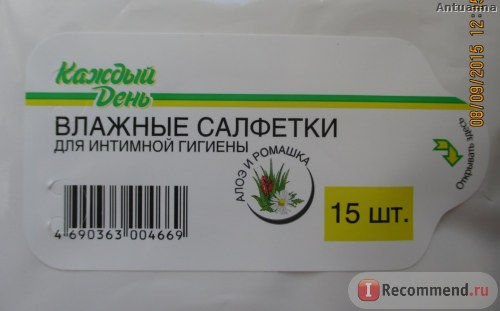 Antuanna
Каждый
День
ВЛАЖНЫЕ САЛФЕТКИ
ДЛЯ ИНТИМНОЙ ГИГИЕНЫ
АЛОЭ И РОМАШКА
Открывать здесь
4 690363 004669
15 шт.
08/09/2015
I Recommend.ru